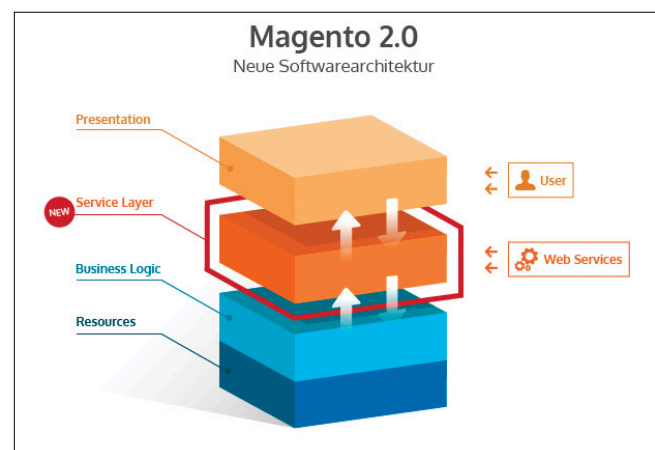 Magento 2.0
Neue Softwarearchitektur
Presentation
User
NEW
Service Layer
Web Services
Business Logic
Resources